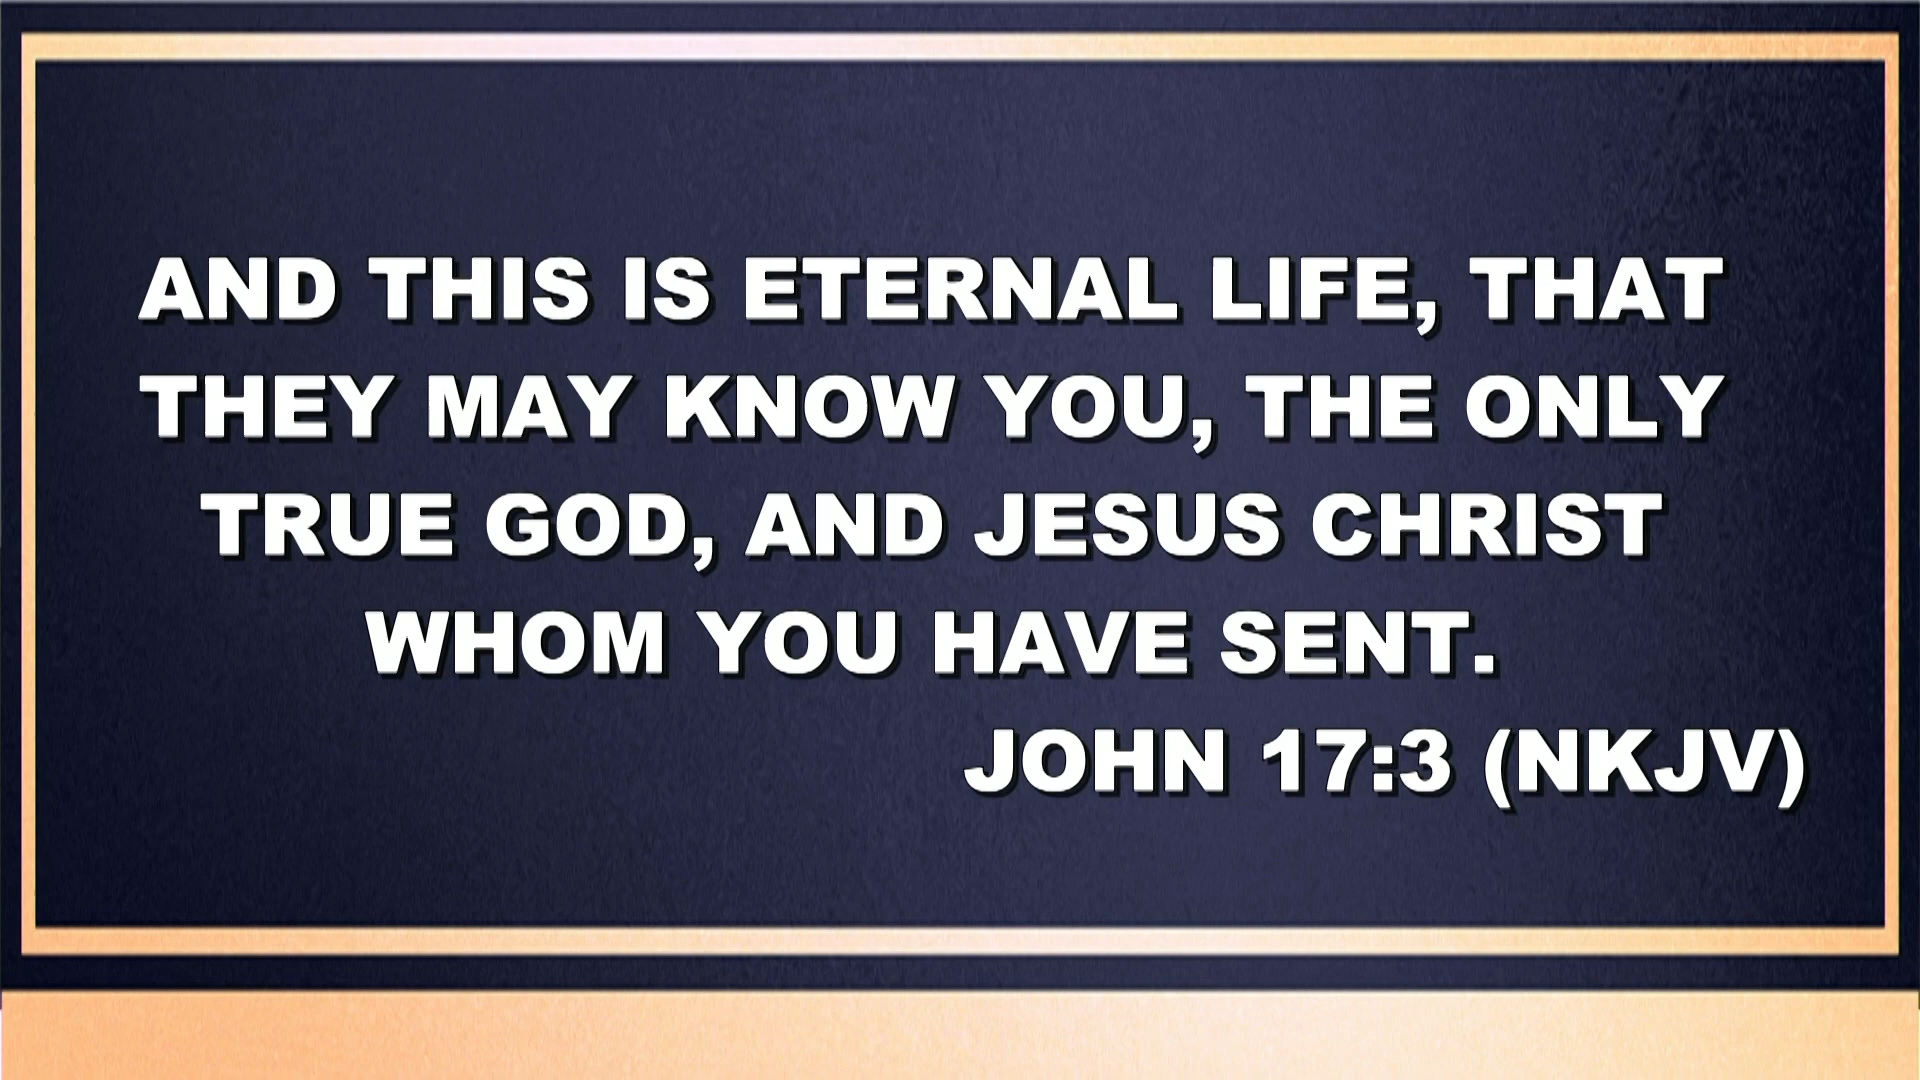 AND THIS IS ETERNAL LIFE, THAT
THEY MAY KNOW YOU, THE ONLY
TRUE GOD, AND JESUS CHRIST
WHOM YOU HAVE SENT.
JOHN 17:3 (NKJV)